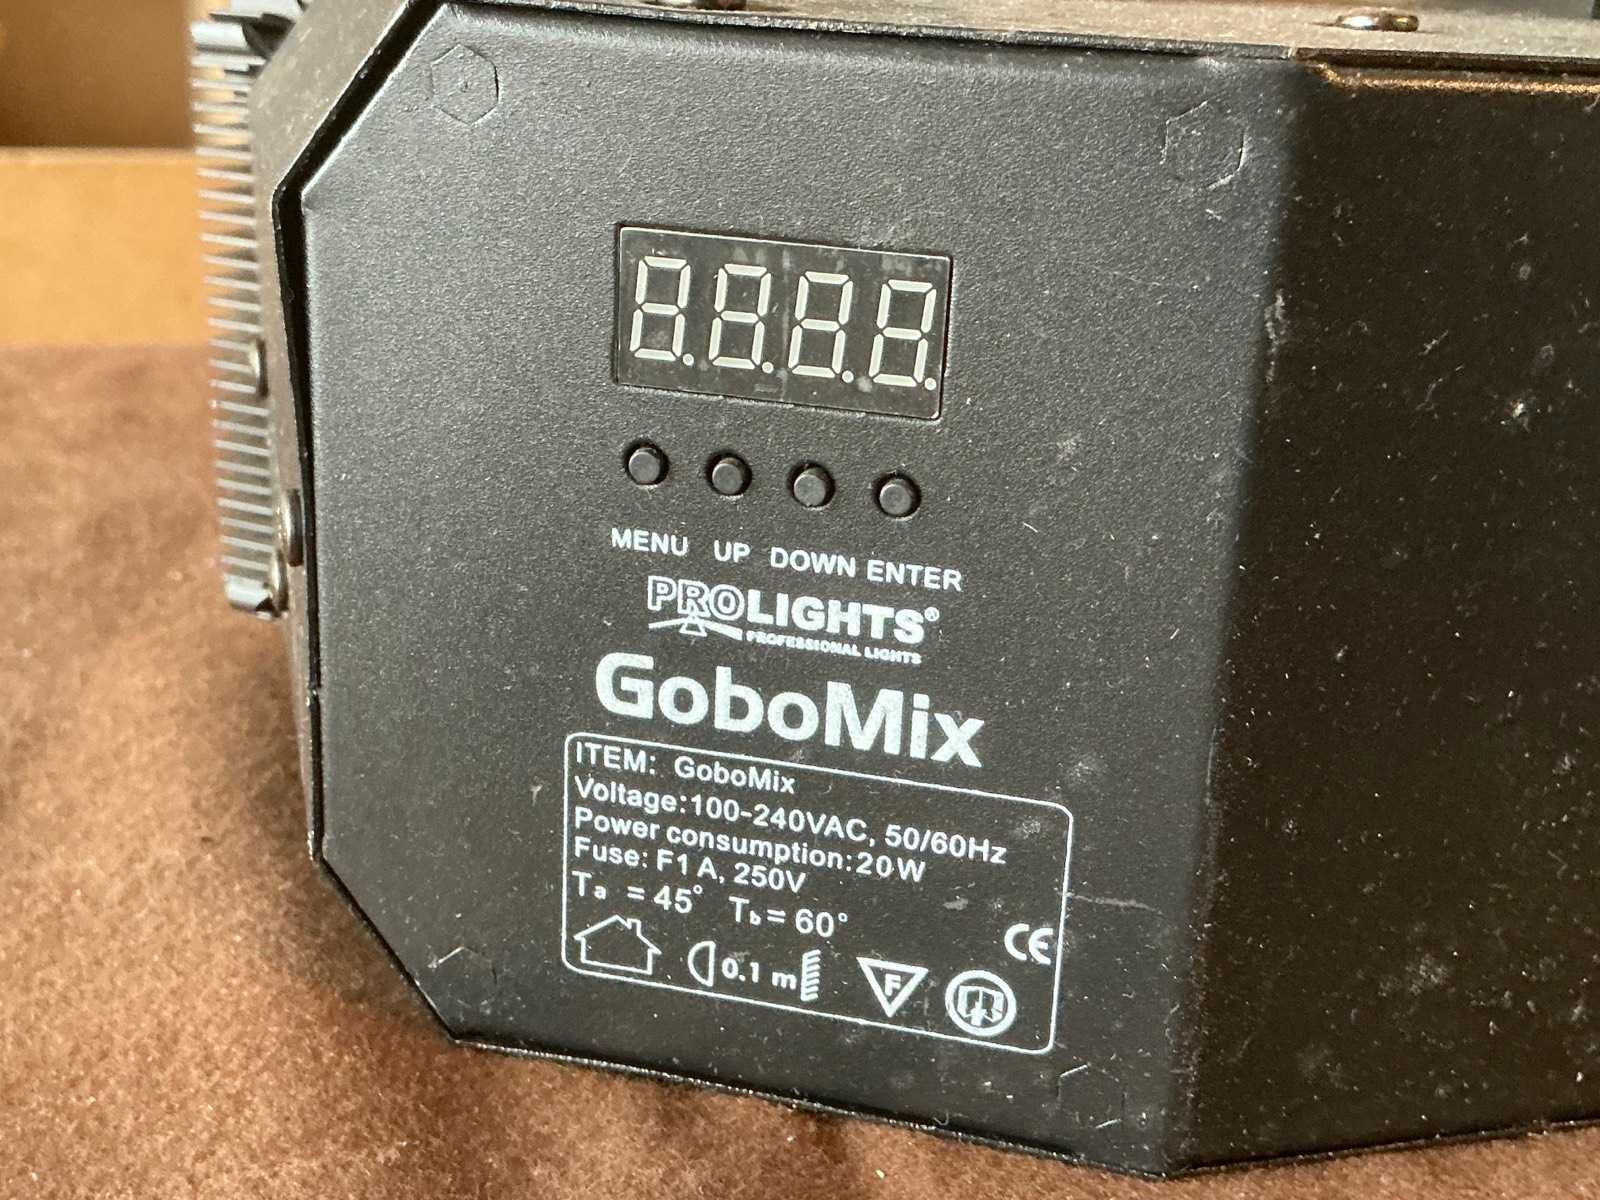 8.8.8.8.
MENU UP DOWN ENTER
PROLIGHTS®
PROFESSIONAL LIGHTS
GoboMix
ITEM: GoboMix
Voltage:100-240VAC, 50/60Hz
Power consumption:20W
Fuse: F1A, 250V
Ta = 45° Tb = 60°
CE
0.1 m F